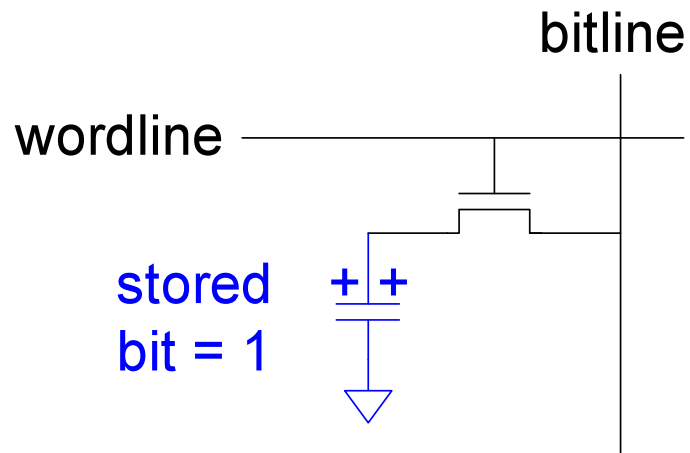 bitline
wordline
stored
+ +
bit = 1